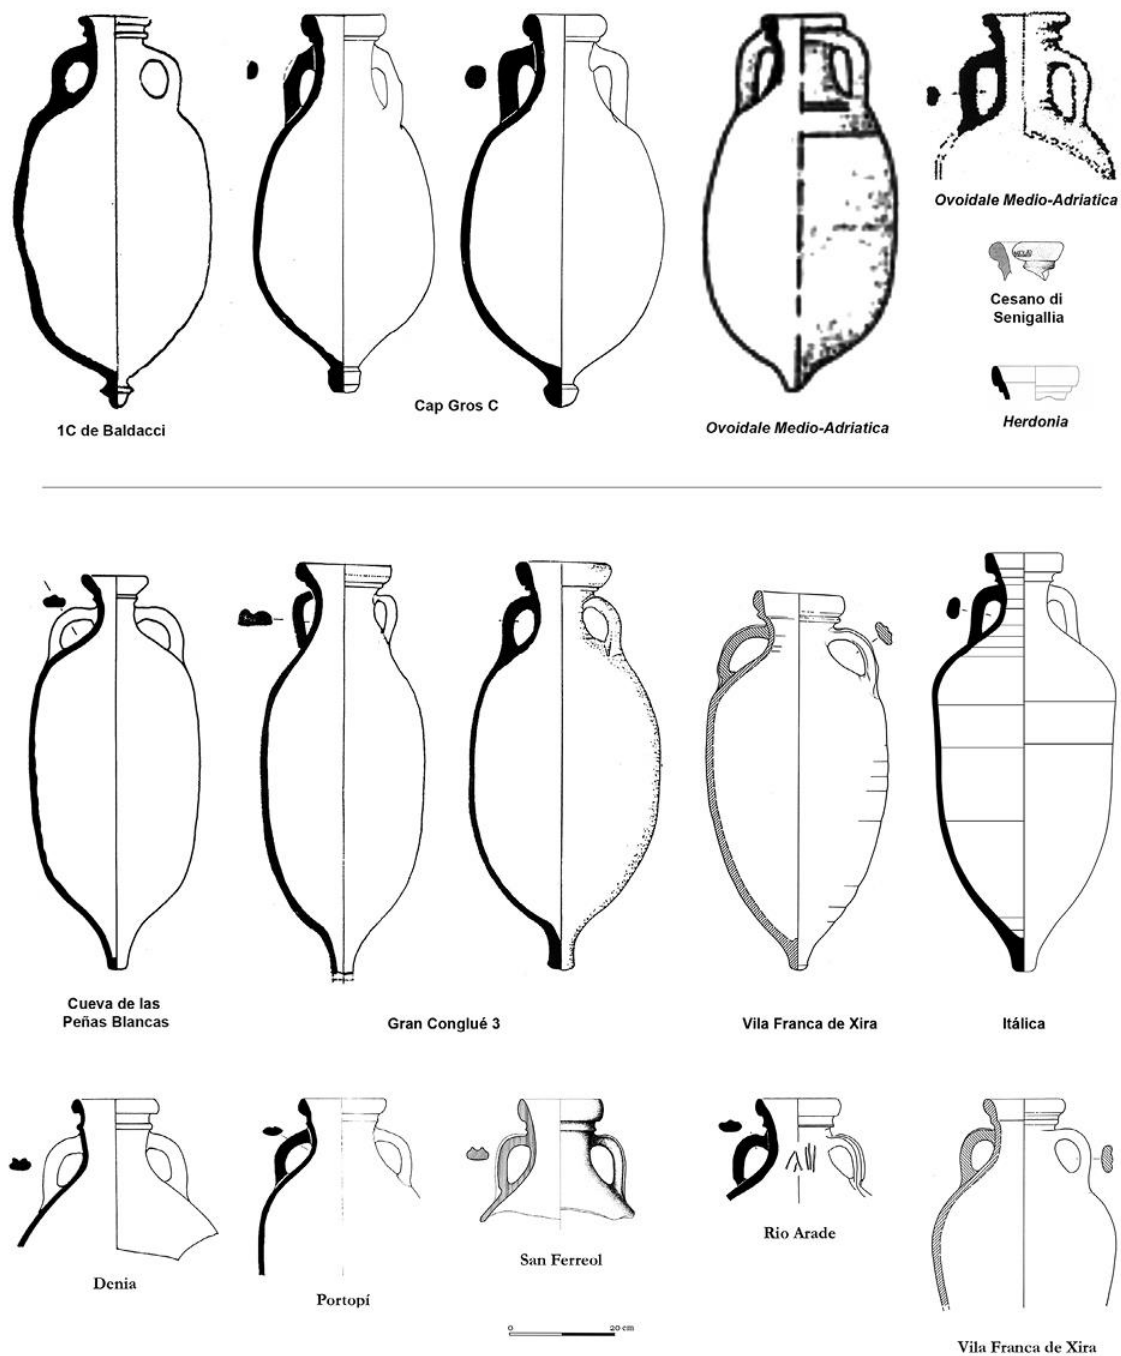 Ovoidale Medio-Adriatica
Cesano di
Senigallia
Herdonia
1C de Baldacci
Cap Gros C
Ovoidale Medio-Adriatica
Cueva de las
Peñas Blancas
Gran Conglué 3
Vila Franca de Xira
Itálica
Denia
Portopí
San Ferreol
Rio Arade
Vila Franca de Xira
0 20 cm